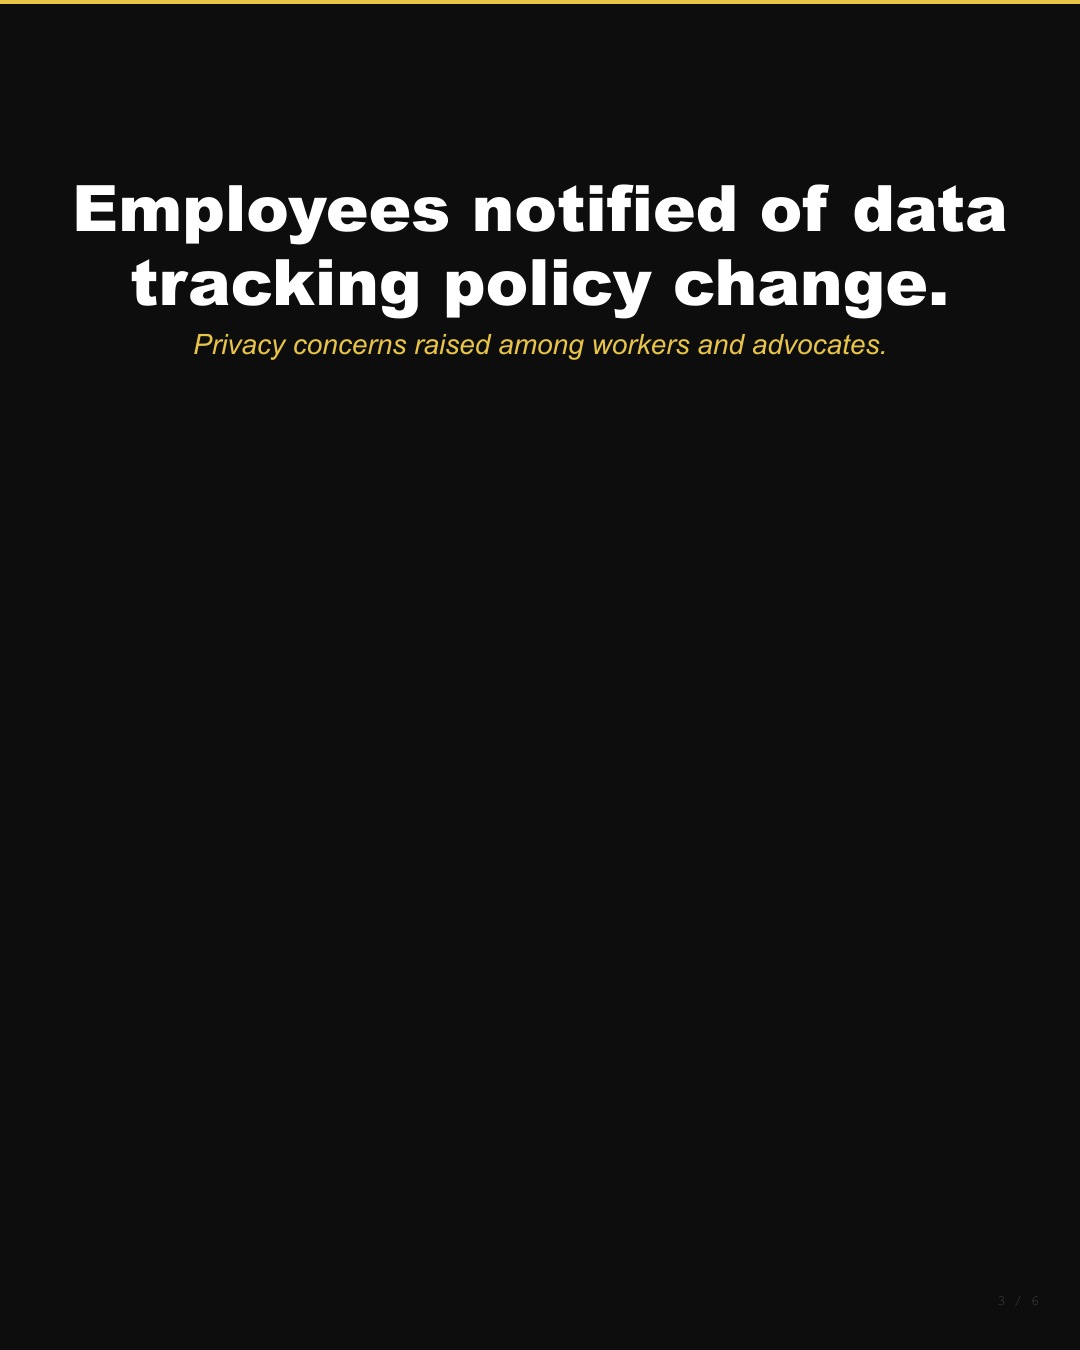 Employees notified of data
tracking policy change.
Privacy concerns raised among workers and advocates.
3 / 6